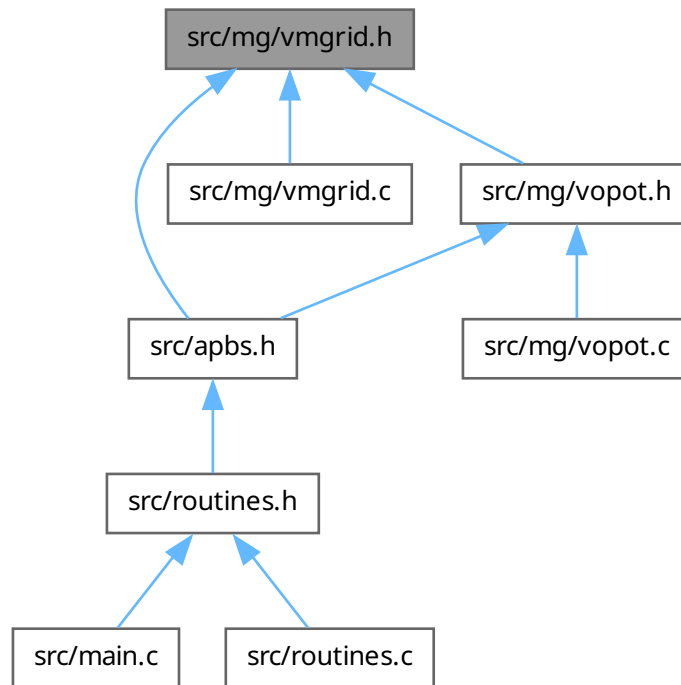 src/mg/vmgrid.h
src/mg/vmgrid.c
src/mg/vopot.h
src/apbs.h
src/mg/vopot.c
src/routines.h
src/main.c
src/routines.c